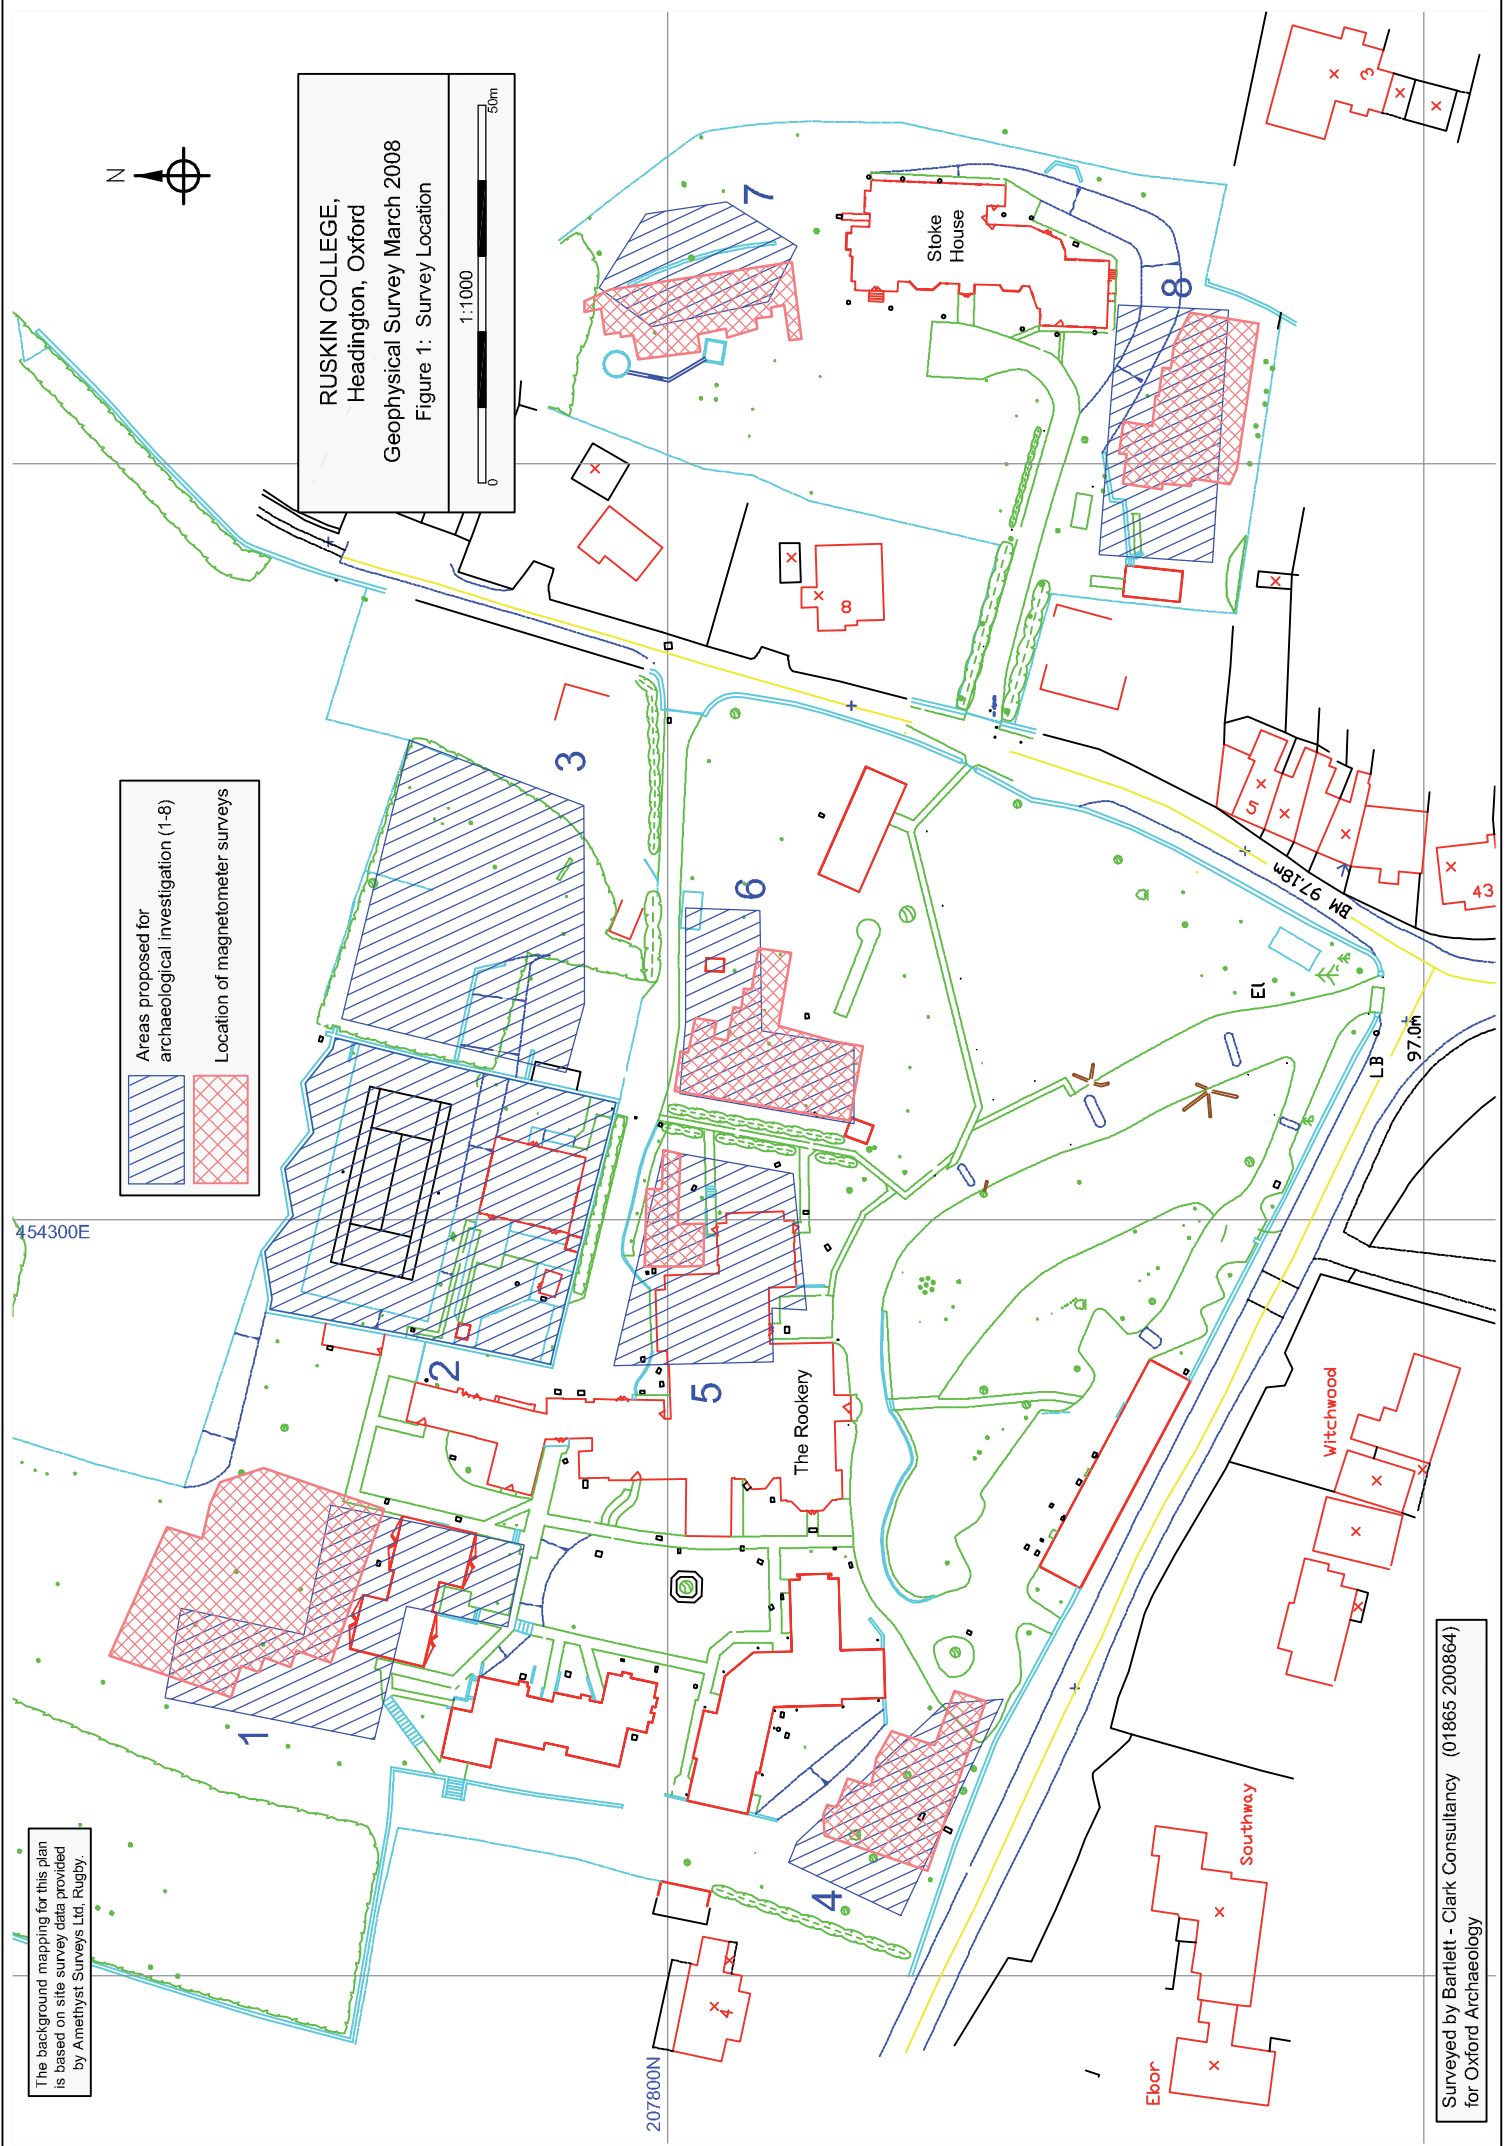 RUSKIN COLLEGE,
Headington, Oxford
Geophysical Survey March 2008
Figure 1: Survey Location
1:1000
0
50m
N
Areas proposed for
archaeological investigation (1-8)
Location of magnetometer surveys
The background mapping for this plan
is based on site survey data provided
by Amethyst Surveys Ltd, Rugby.
454300E
207800N
1
2
3
4
5
6
7
8
Stoke
House
The Rookery
8
3
5
43
4
BM 97.18m
El
LB
97.0m
Witchwood
Southway
Ebor
Surveyed by Bartlett - Clark Consultancy (01865 200864)
for Oxford Archaeology